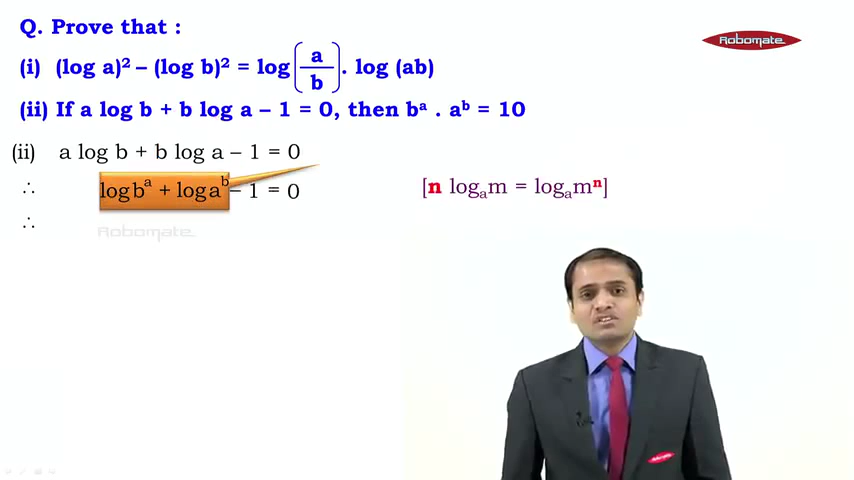 Q. Prove that :
Robomate
(i) (log a)² – (log b)² = log (a/b) . log (ab)
(ii) If a log b + b log a – 1 = 0, then bᵃ . aᵇ = 10
(ii) a log b + b log a – 1 = 0
∴ log bᵃ + log aᵇ – 1 = 0 [n logₐm = logₐmⁿ]
∴
Robomate